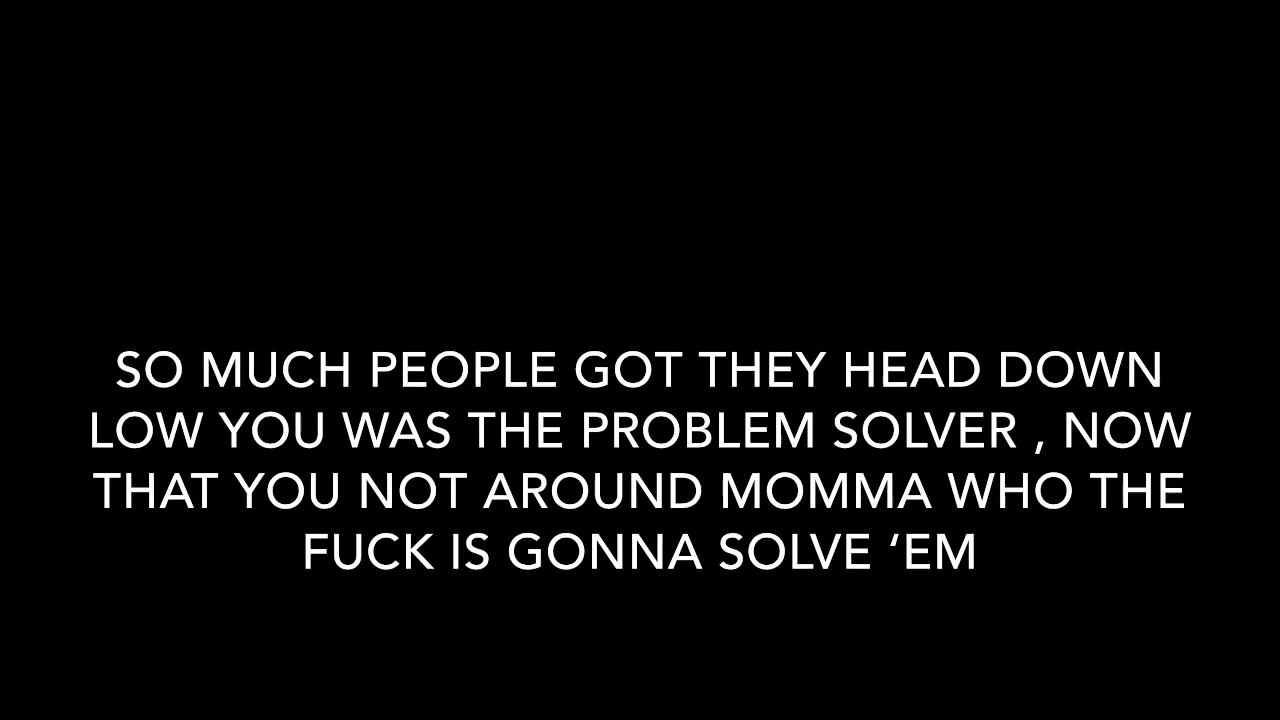 SO MUCH PEOPLE GOT THEY HEAD DOWN
LOW YOU WAS THE PROBLEM SOLVER , NOW
THAT YOU NOT AROUND MOMMA WHO THE
FUCK IS GONNA SOLVE ‘EM